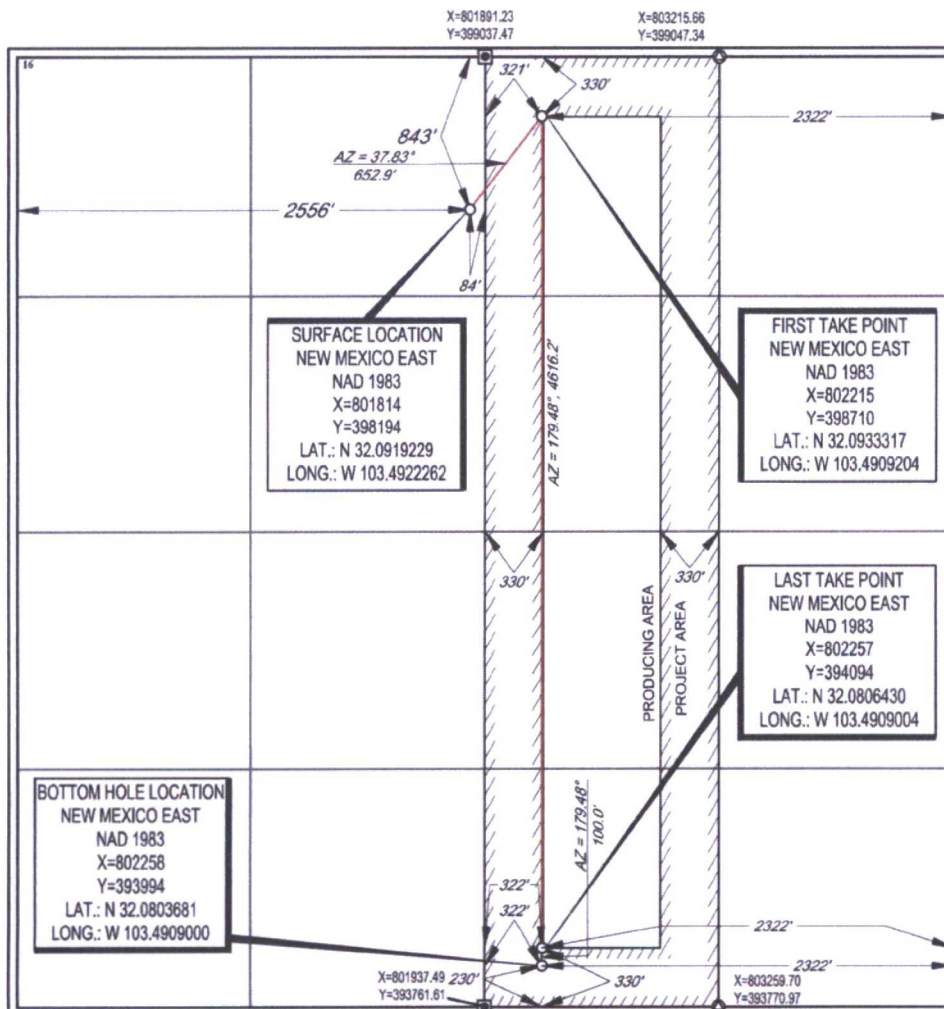 X=801891.23
Y=399037.47
X=803215.66
Y=399047.34
16
321'
330'
2322'
843'
AZ = 37.83°
652.9'
2556'
84'
SURFACE LOCATION
NEW MEXICO EAST
NAD 1983
X=801814
Y=398194
LAT.: N 32.0919229
LONG.: W 103.4922262
FIRST TAKE POINT
NEW MEXICO EAST
NAD 1983
X=802215
Y=398710
LAT.: N 32.0933317
LONG.: W 103.4909204
AZ = 179.48°, 4616.2'
330'
330'
PRODUCING AREA
PROJECT AREA
LAST TAKE POINT
NEW MEXICO EAST
NAD 1983
X=802257
Y=394094
LAT.: N 32.0806430
LONG.: W 103.4909004
BOTTOM HOLE LOCATION
NEW MEXICO EAST
NAD 1983
X=802258
Y=393994
LAT.: N 32.0803681
LONG.: W 103.4909000
AZ = 179.48°
100.0'
322'
322'
2322'
2322'
X=801937.49
Y=393761.61
230'
330'
X=803259.70
Y=393770.97